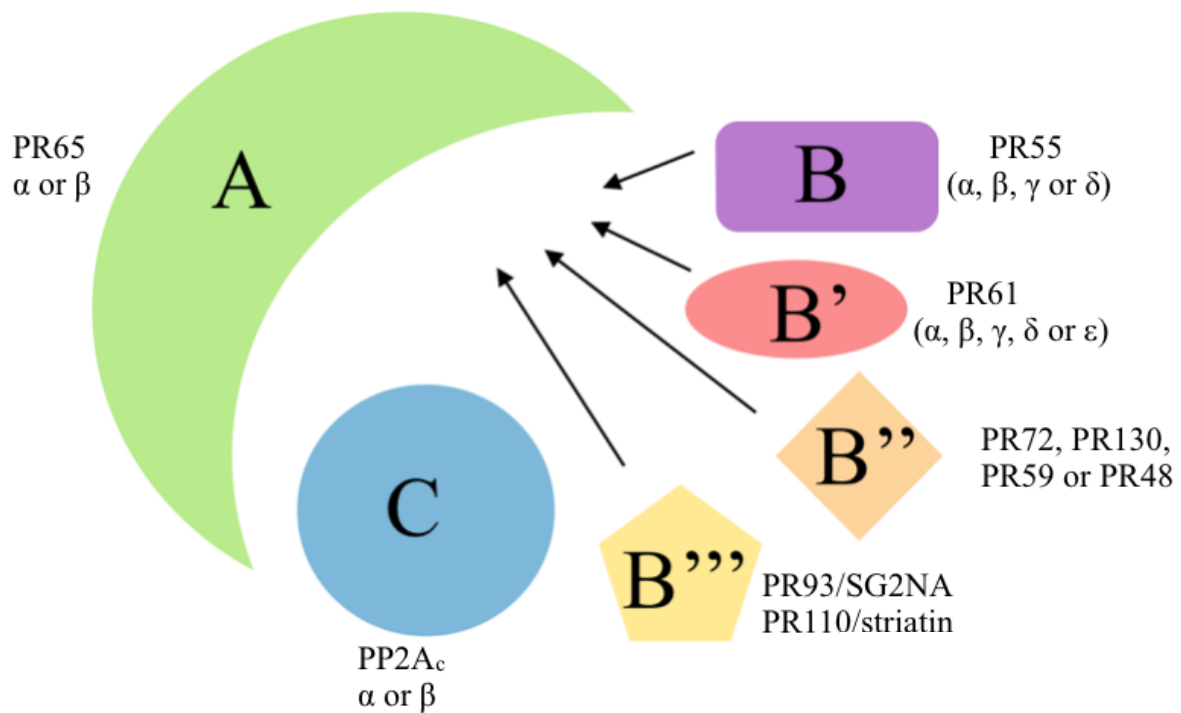 PR65
α or β
A
B
PR55
(α, β, γ or δ)
B’
PR61
(α, β, γ, δ or ε)
B’’
PR72, PR130,
PR59 or PR48
C
PP2Ac
α or β
B’’’
PR93/SG2NA
PR110/striatin